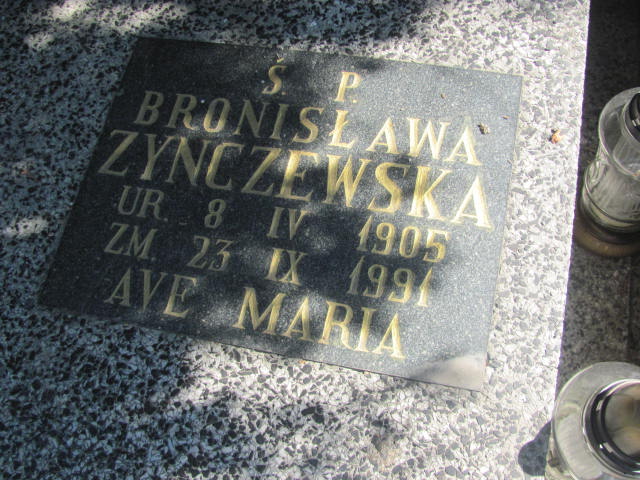 Ś P.
BRONISŁAWA
ZYNCZEWSKA
UR. 8 IV 1905
ZM. 23 IX 1991
AVE MARIA